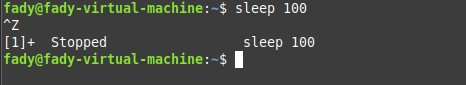 fady@fady-virtual-machine:~$ sleep 100
^Z
[1]+  Stopped                 sleep 100
fady@fady-virtual-machine:~$